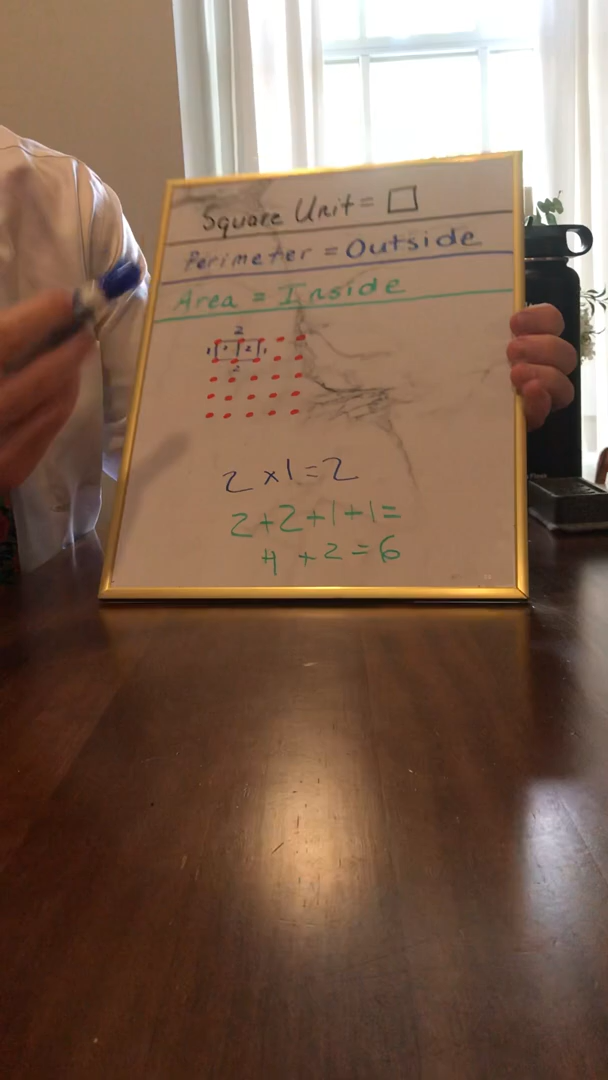 Square Unit = □
Perimeter = Outside
Area = Inside
2
1 1 2 1
2
2 x 1 = 2
2+2+1+1=
4 + 2 = 6